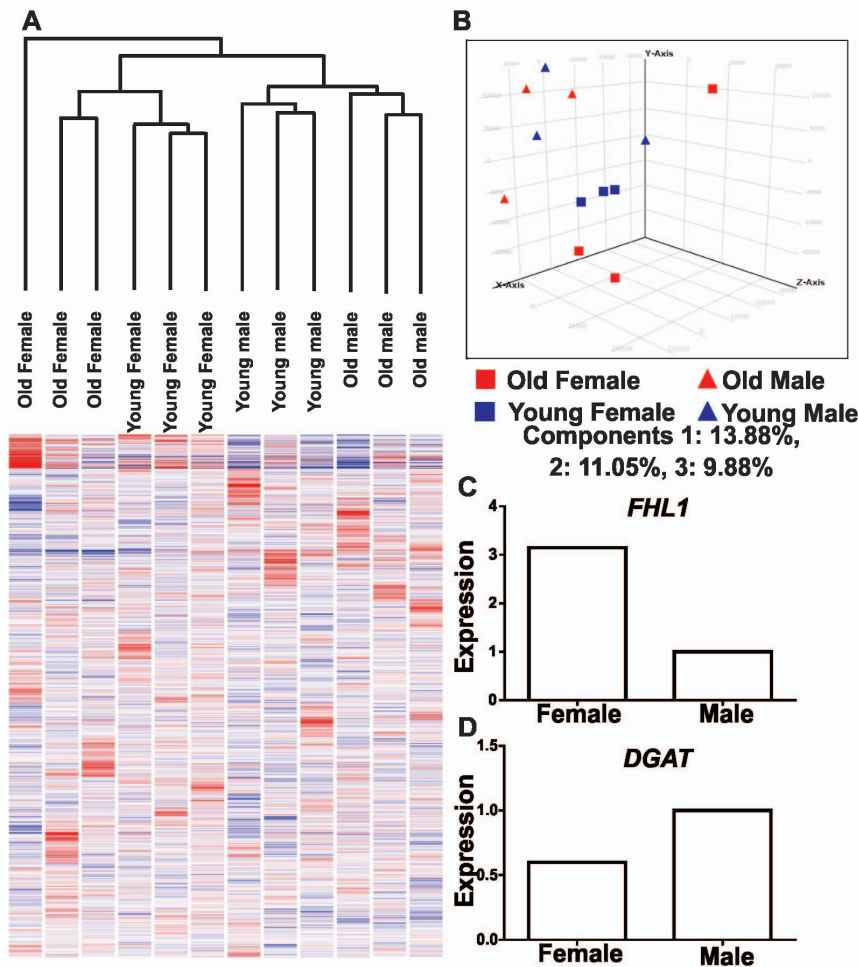 A
Old Female
Old Female
Old Female
Young Female
Young Female
Young Female
Young male
Young male
Young male
Old male
Old male
Old male
B
Y-Axis
X-Axis
Z-Axis
Old Female
Old Male
Young Female
Young Male
Components 1: 13.88%,
2: 11.05%, 3: 9.88%
C
FHL1
Expression
4
3
2
1
0
Female
Male
D
DGAT
Expression
1.5
1.0
0.5
0.0
Female
Male